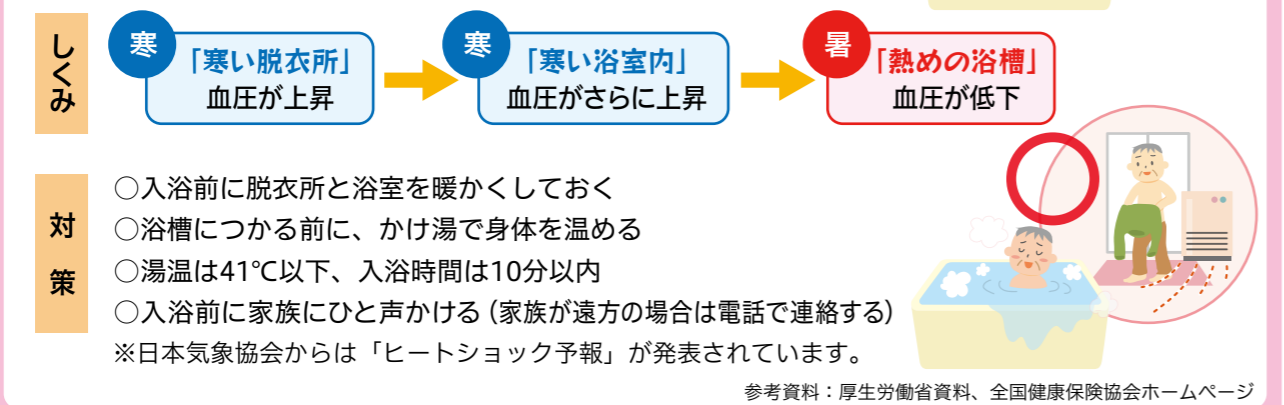 しくみ
寒
「寒い脱衣所」
血圧が上昇
寒
「寒い浴室内」
血圧がさらに上昇
暑
「熱めの浴槽」
血圧が低下
対策
○入浴前に脱衣所と浴室を暖かくしておく
○浴槽につかる前に、かけ湯で身体を温める
○湯温は41℃以下、入浴時間は10分以内
○入浴前に家族にひと声かける（家族が遠方の場合は電話で連絡する）
※日本気象協会からは「ヒートショック予報」が発表されています。
参考資料：厚生労働省資料、全国健康保険協会ホームページ